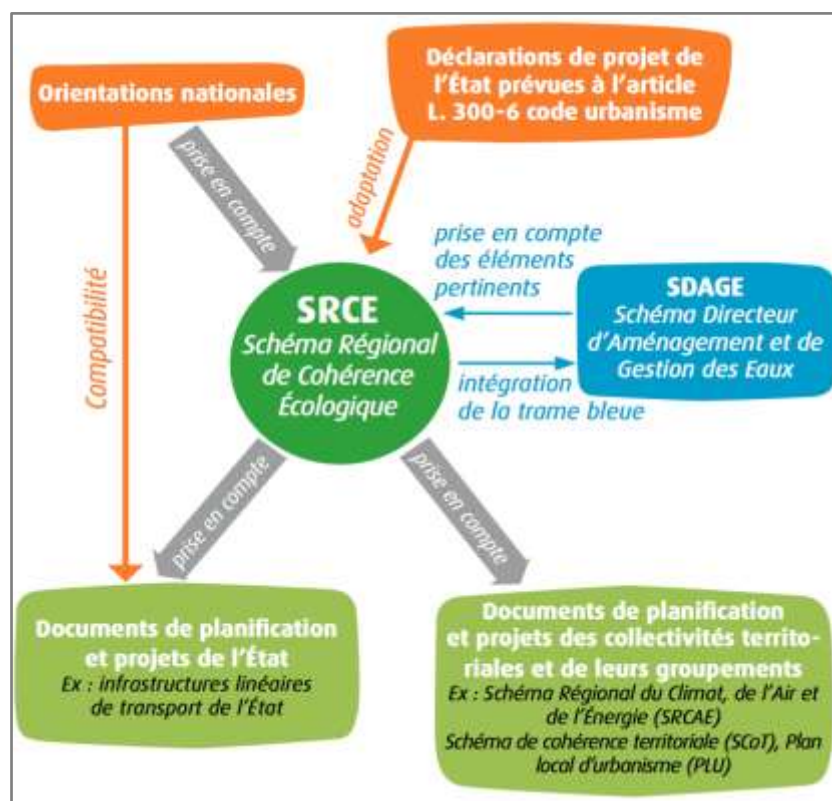 Orientations nationales
Déclarations de projet de
l'État prévues à l'article
L. 300-6 code urbanisme
prise en compte
adaptation
Compatibilité
prise en compte
des éléments
pertinents
SRCE
Schéma Régional
de Cohérence
Écologique
SDAGE
Schéma Directeur
d'Aménagement et de
Gestion des Eaux
intégration
de la trame bleue
prise en compte
prise en compte
Documents de planification
et projets de l'État
Ex : infrastructures linéaires
de transport de l'État
Documents de planification
et projets des collectivités territo-
riales et de leurs groupements
Ex : Schéma Régional du Climat, de l'Air et
de l'Énergie (SRCAE)
Schéma de cohérence territoriale (SCoT), Plan
local d'urbanisme (PLU)